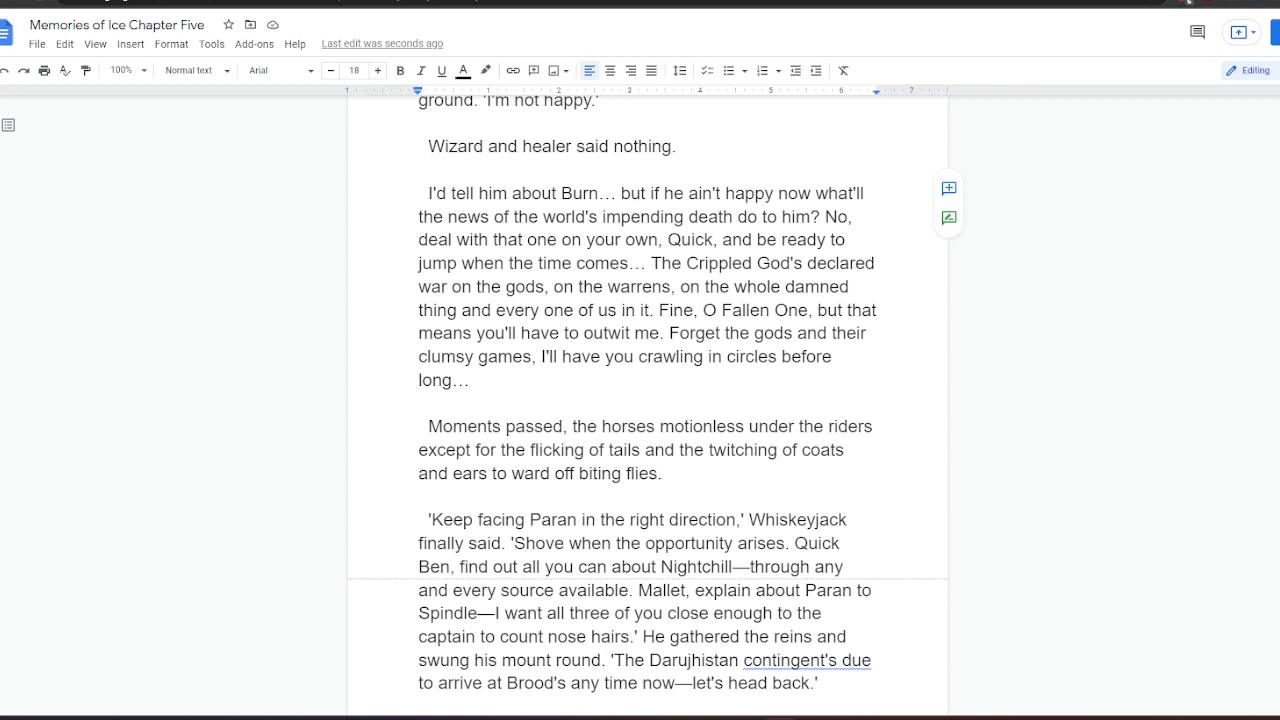 Memories of Ice Chapter Five
File Edit View Insert Format Tools Add-ons Help Last edit was seconds ago
100% Normal text Arial 18 B I U A Editing
1 1 2 3 4 5 6 7
ground. 'I'm not happy.'
Wizard and healer said nothing.
I'd tell him about Burn… but if he ain't happy now what'll
the news of the world's impending death do to him? No,
deal with that one on your own, Quick, and be ready to
jump when the time comes… The Crippled God's declared
war on the gods, on the warrens, on the whole damned
thing and every one of us in it. Fine, O Fallen One, but that
means you'll have to outwit me. Forget the gods and their
clumsy games, I'll have you crawling in circles before
long…
Moments passed, the horses motionless under the riders
except for the flicking of tails and the twitching of coats
and ears to ward off biting flies.
'Keep facing Paran in the right direction,' Whiskeyjack
finally said. 'Shove when the opportunity arises. Quick
Ben, find out all you can about Nightchill—through any
and every source available. Mallet, explain about Paran to
Spindle—I want all three of you close enough to the
captain to count nose hairs.' He gathered the reins and
swung his mount round. 'The Darujhistan contingent's due
to arrive at Brood's any time now—let's head back.'